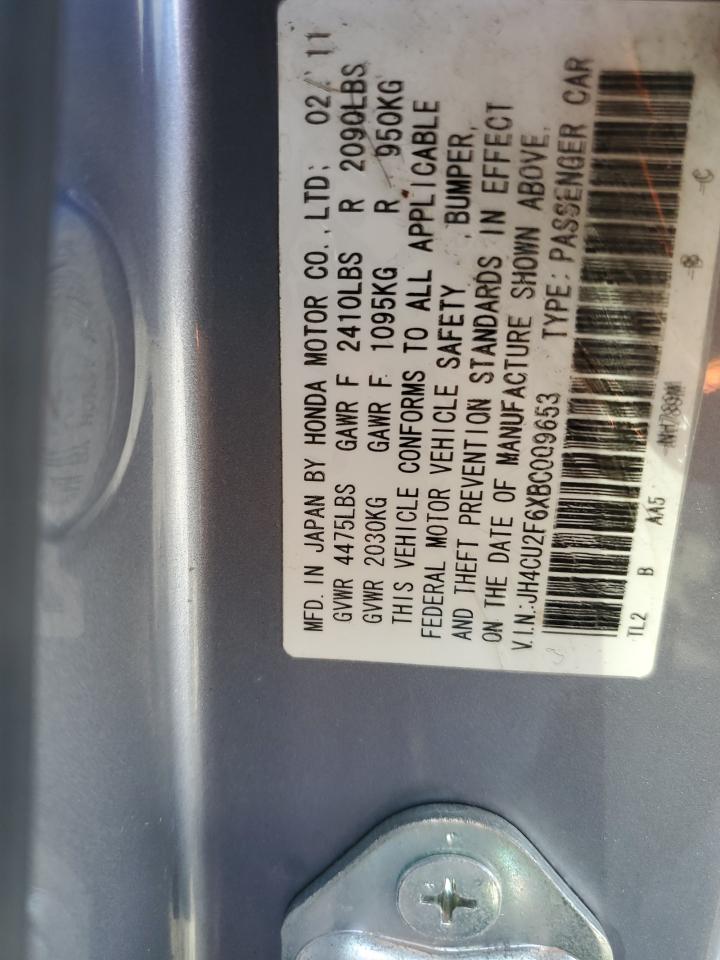 MFD. IN JAPAN BY HONDA MOTOR CO., LTD; 02/11
GVWR 4475LBS GAWR F 2410LBS R 2090LBS
GVWR 2030KG GAWR F 1095KG R 950KG
THIS VEHICLE CONFORMS TO ALL APPLICABLE
FEDERAL MOTOR VEHICLE SAFETY ,BUMPER,
AND THEFT PREVENTION STANDARDS IN EFFECT
ON THE DATE OF MANUFACTURE SHOWN ABOVE.
V.I.N.:JH4CU2F6XBC009653 TYPE:PASSENGER CAR
TL2 B AA5 -NH789M -B -C